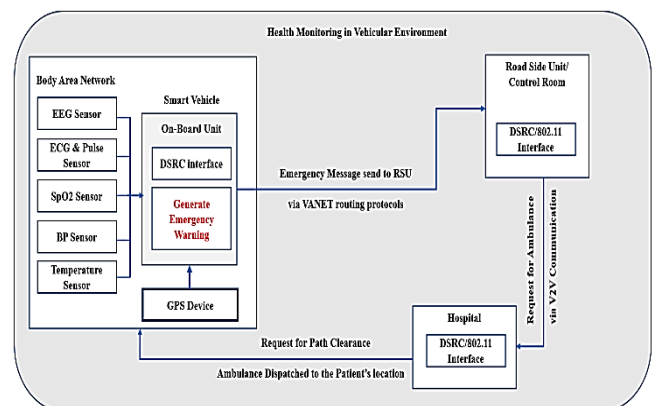 Health Monitoring in Vehicular Environment
Body Area Network
EEG Sensor
ECG & Pulse
Sensor
SpO2 Sensor
BP Sensor
Temperature
Sensor
Smart Vehicle
On-Board Unit
DSRC interface
Generate
Emergency
Warning
GPS Device
Emergency Message send to RSU
via VANET routing protocols
Road Side Unit/
Control Room
DSRC/802.11
Interface
Request for Ambulance
via V2V Communication
Hospital
DSRC/802.11
Interface
Request for Path Clearance
Ambulance Dispatched to the Patient's location